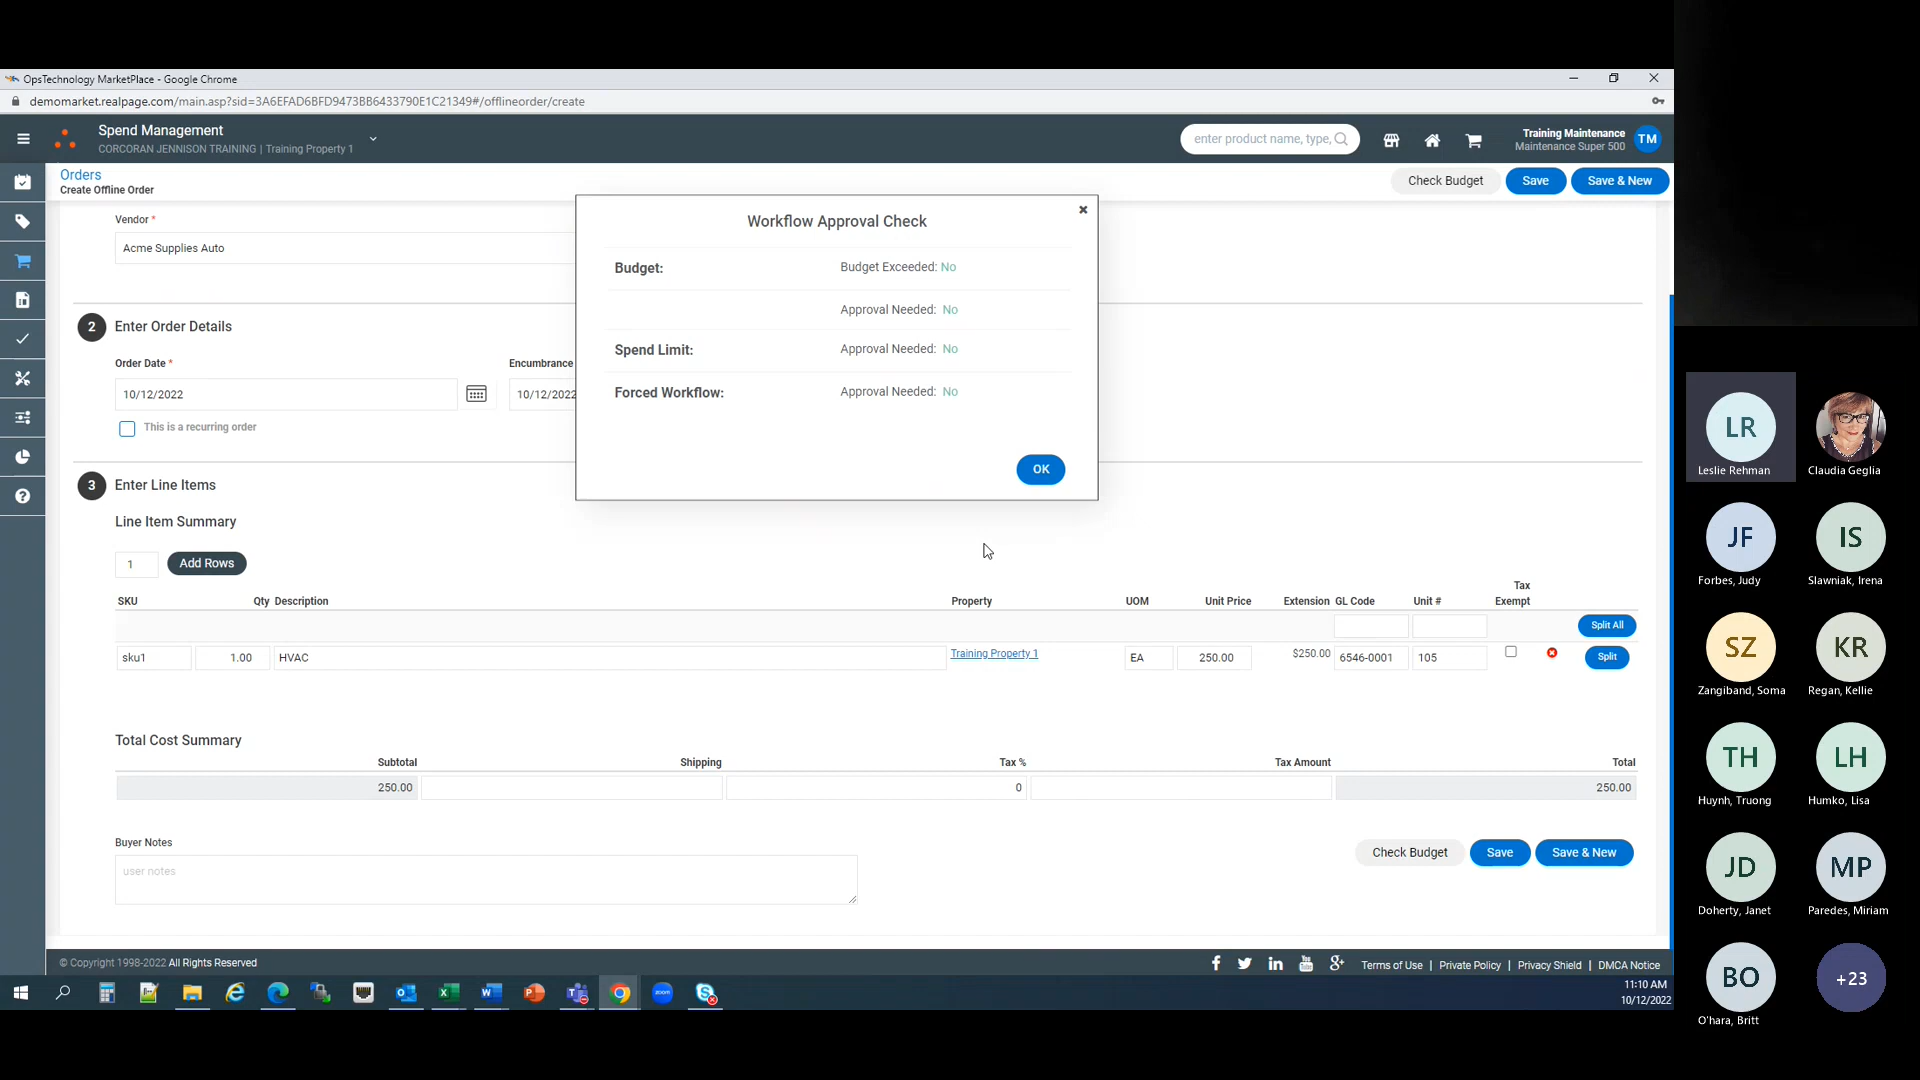 OpsTechnology MarketPlace - Google Chrome
demomarket.realpage.com/main.asp?sid=3A6EFAD6BFD9473BB6433790E1C21349#/offlineorder/create
Spend Management
CORCORAN JENNISON TRAINING | Training Property 1
enter product name, type,
Training Maintenance
Maintenance Super 500
TM
Orders
Create Offline Order
Check Budget
Save
Save & New
Vendor *
Acme Supplies Auto
Workflow Approval Check
Budget:
Budget Exceeded: No
Approval Needed: No
Spend Limit:
Approval Needed: No
Forced Workflow:
Approval Needed: No
OK
2
Enter Order Details
Order Date *
Encumbrance
10/12/2022
10/12/2022
This is a recurring order
3
Enter Line Items
Line Item Summary
1
Add Rows
SKU Qty Description Property UOM Unit Price Extension GL Code Unit # Tax Exempt
Split All
sku1 1.00 HVAC Training Property 1 EA 250.00 $250.00 6546-0001 105 Split
Total Cost Summary
Subtotal Shipping Tax % Tax Amount Total
250.00 0 250.00
Buyer Notes
user notes
Check Budget
Save
Save & New
© Copyright 1998-2022 All Rights Reserved
Terms of Use | Private Policy | Privacy Shield | DMCA Notice
11:10 AM
10/12/2022
LR
Leslie Rehman
Claudia Geglia
JF
Forbes, Judy
IS
Slawniak, Irena
SZ
Zangiband, Soma
KR
Regan, Kellie
TH
Huynh, Truong
LH
Humko, Lisa
JD
Doherty, Janet
MP
Paredes, Miriam
BO
O'hara, Britt
+23